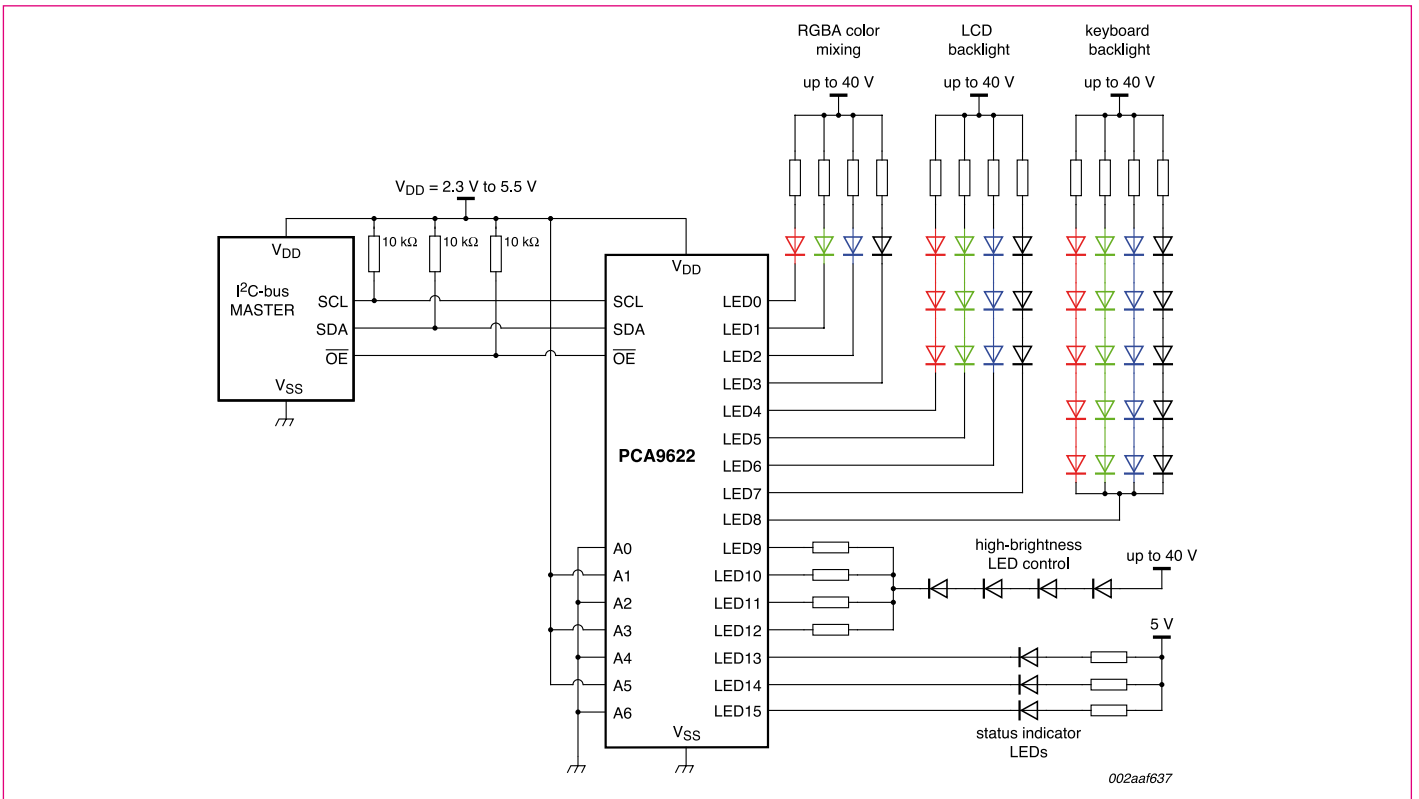 RGBA color
mixing
LCD
backlight
keyboard
backlight
up to 40 V
up to 40 V
up to 40 V
VDD = 2.3 V to 5.5 V
10 kΩ
10 kΩ
10 kΩ
VDD
I2C-bus
MASTER
SCL
SDA
OE
VSS
VDD
SCL
SDA
OE
PCA9622
A0
A1
A2
A3
A4
A5
A6
VSS
LED0
LED1
LED2
LED3
LED4
LED5
LED6
LED7
LED8
LED9
LED10
LED11
LED12
LED13
LED14
LED15
high-brightness
LED control
up to 40 V
5 V
status indicator
LEDs
002aaf637